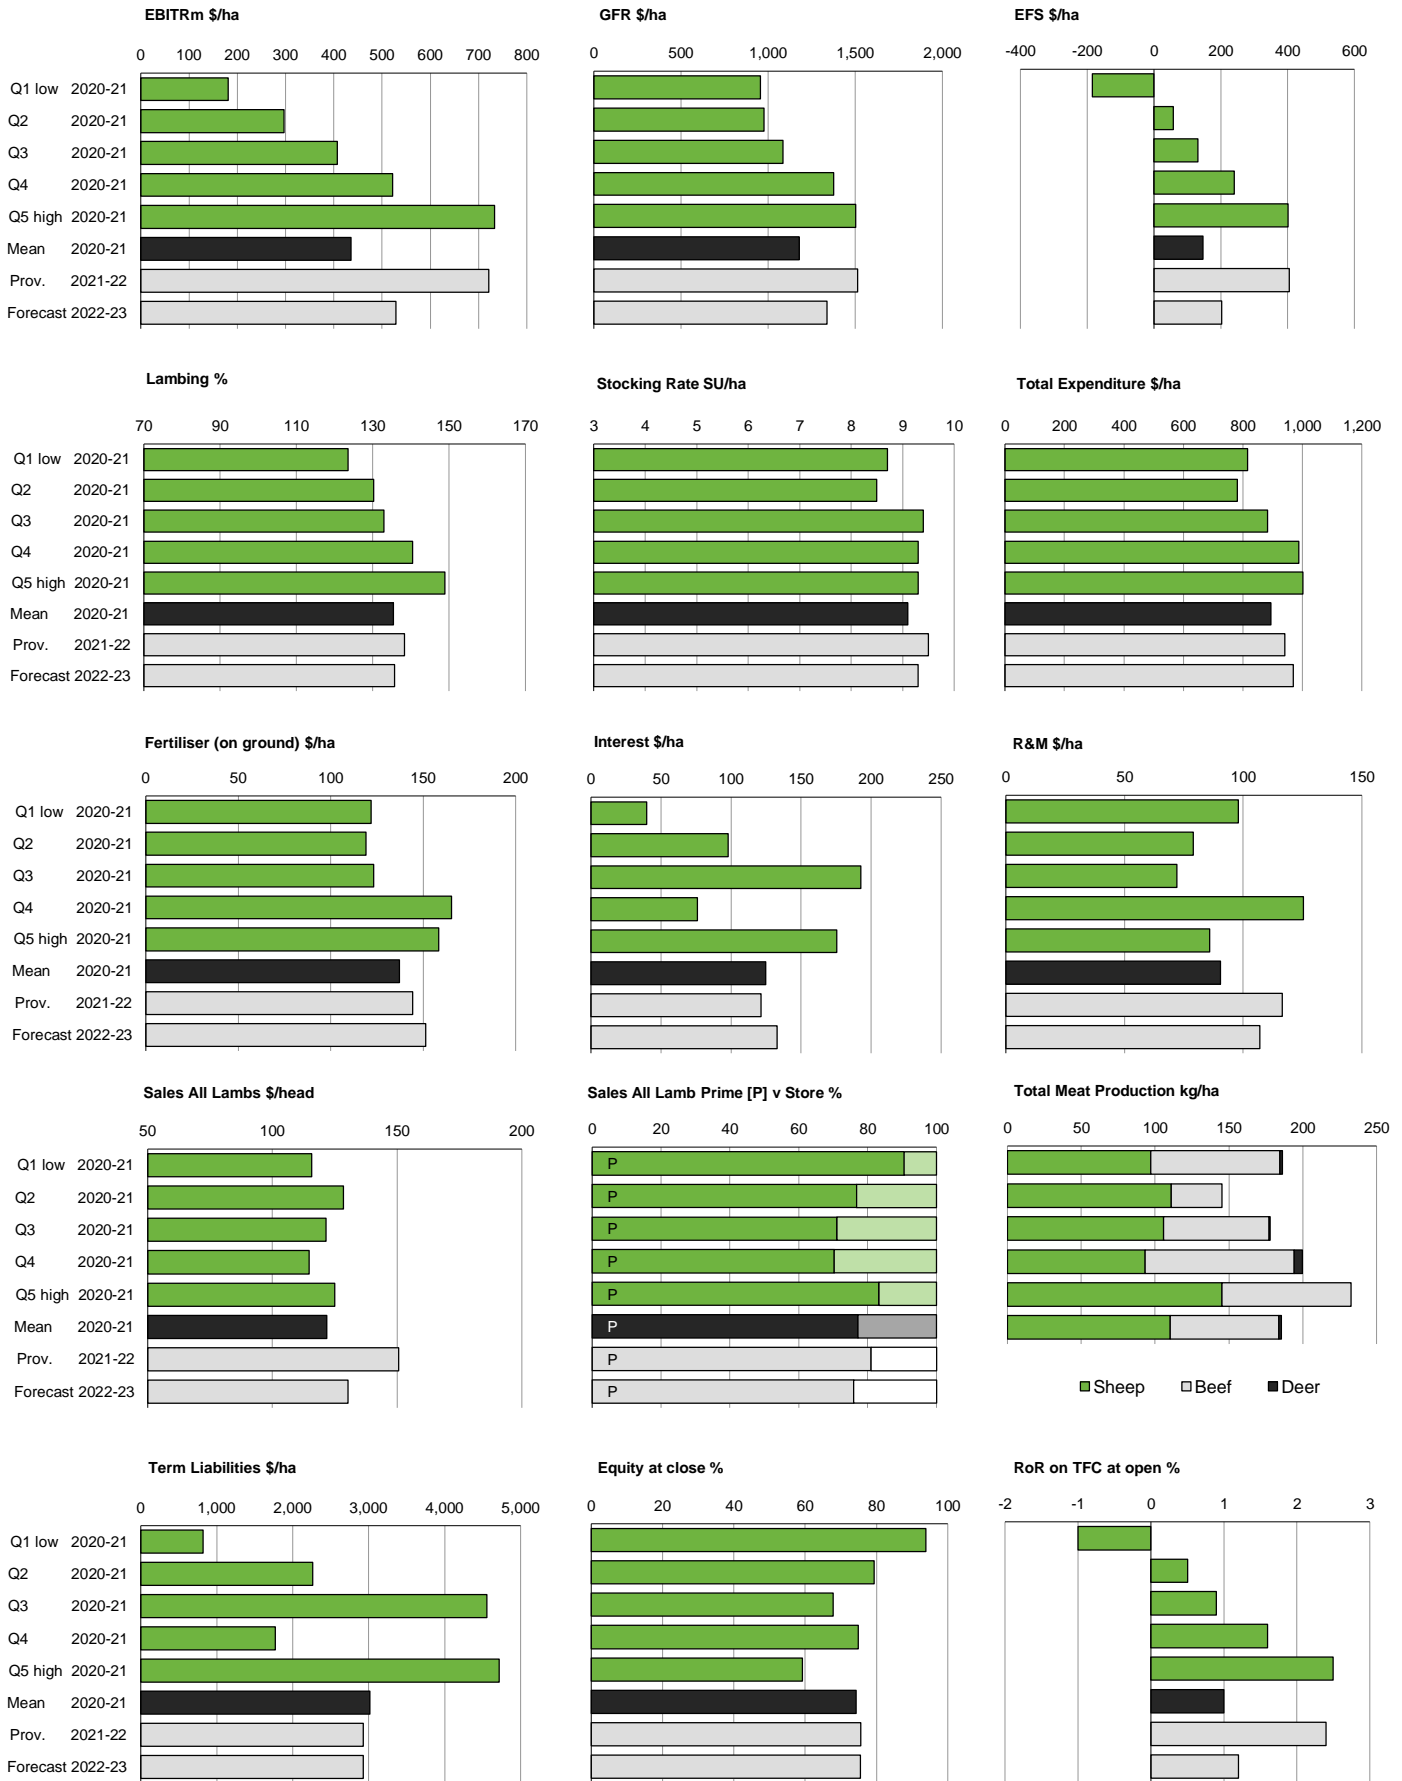 EBITRm $/ha
0 100 200 300 400 500 600 700 800
Q1 low 2020-21
Q2 2020-21
Q3 2020-21
Q4 2020-21
Q5 high 2020-21
Mean 2020-21
Prov. 2021-22
Forecast 2022-23
GFR $/ha
0 500 1,000 1,500 2,000
EFS $/ha
-400 -200 0 200 400 600
Lambing %
70 90 110 130 150 170
Q1 low 2020-21
Q2 2020-21
Q3 2020-21
Q4 2020-21
Q5 high 2020-21
Mean 2020-21
Prov. 2021-22
Forecast 2022-23
Stocking Rate SU/ha
3 4 5 6 7 8 9 10
Total Expenditure $/ha
0 200 400 600 800 1,000 1,200
Fertiliser (on ground) $/ha
0 50 100 150 200
Q1 low 2020-21
Q2 2020-21
Q3 2020-21
Q4 2020-21
Q5 high 2020-21
Mean 2020-21
Prov. 2021-22
Forecast 2022-23
Interest $/ha
0 50 100 150 200 250
R&M $/ha
0 50 100 150
Sales All Lambs $/head
50 100 150 200
Q1 low 2020-21
Q2 2020-21
Q3 2020-21
Q4 2020-21
Q5 high 2020-21
Mean 2020-21
Prov. 2021-22
Forecast 2022-23
Sales All Lamb Prime [P] v Store %
0 20 40 60 80 100
P
P
P
P
P
P
P
P
Total Meat Production kg/ha
0 50 100 150 200 250
Sheep Beef Deer
Term Liabilities $/ha
0 1,000 2,000 3,000 4,000 5,000
Q1 low 2020-21
Q2 2020-21
Q3 2020-21
Q4 2020-21
Q5 high 2020-21
Mean 2020-21
Prov. 2021-22
Forecast 2022-23
Equity at close %
0 20 40 60 80 100
RoR on TFC at open %
-2 -1 0 1 2 3